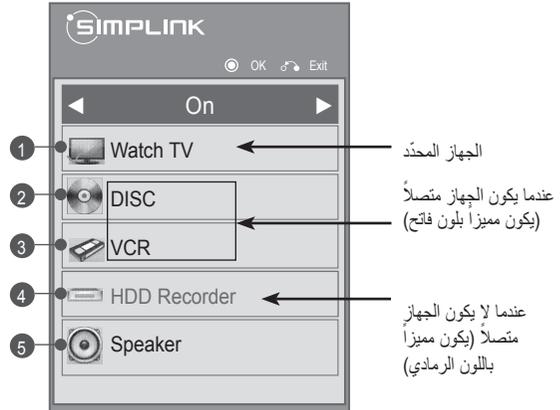 SIMPLINK
OK Exit
On
1 Watch TV
الجهاز المحدّد
2 DISC
3 VCR
عندما يكون الجهاز متصلاً
(يكون مميزاً بلون فاتح)
4 HDD Recorder
عندما لا يكون الجهاز
متصلاً (يكون مميزاً
باللون الرمادي)
5 Speaker